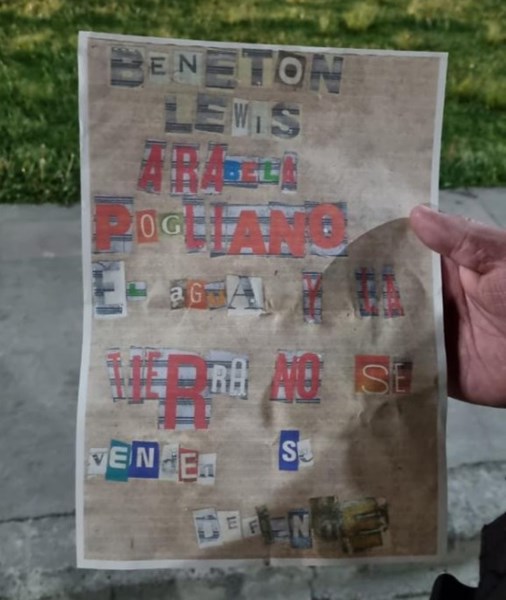 BENETON
LEWIS
ARABELA
POGLIANO
EL AGUA Y LA
TIERRA NO SE
VENDEN SE
DEFIENDEN